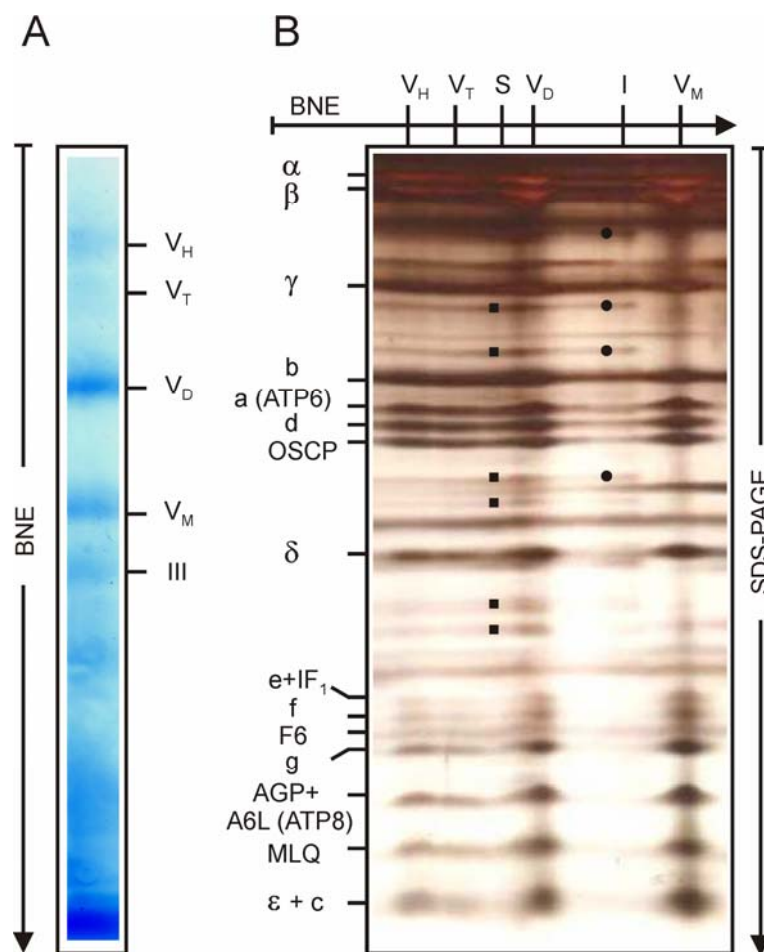 A
B
V_H V_T S V_D I V_M
BNE
BNE
V_H
V_T
V_D
V_M
III
α
β
γ
b
a (ATP6)
d
OSCP
δ
e+IF₁
f
F6
g
AGP+
A6L (ATP8)
MLQ
ε + c
SDS-PAGE